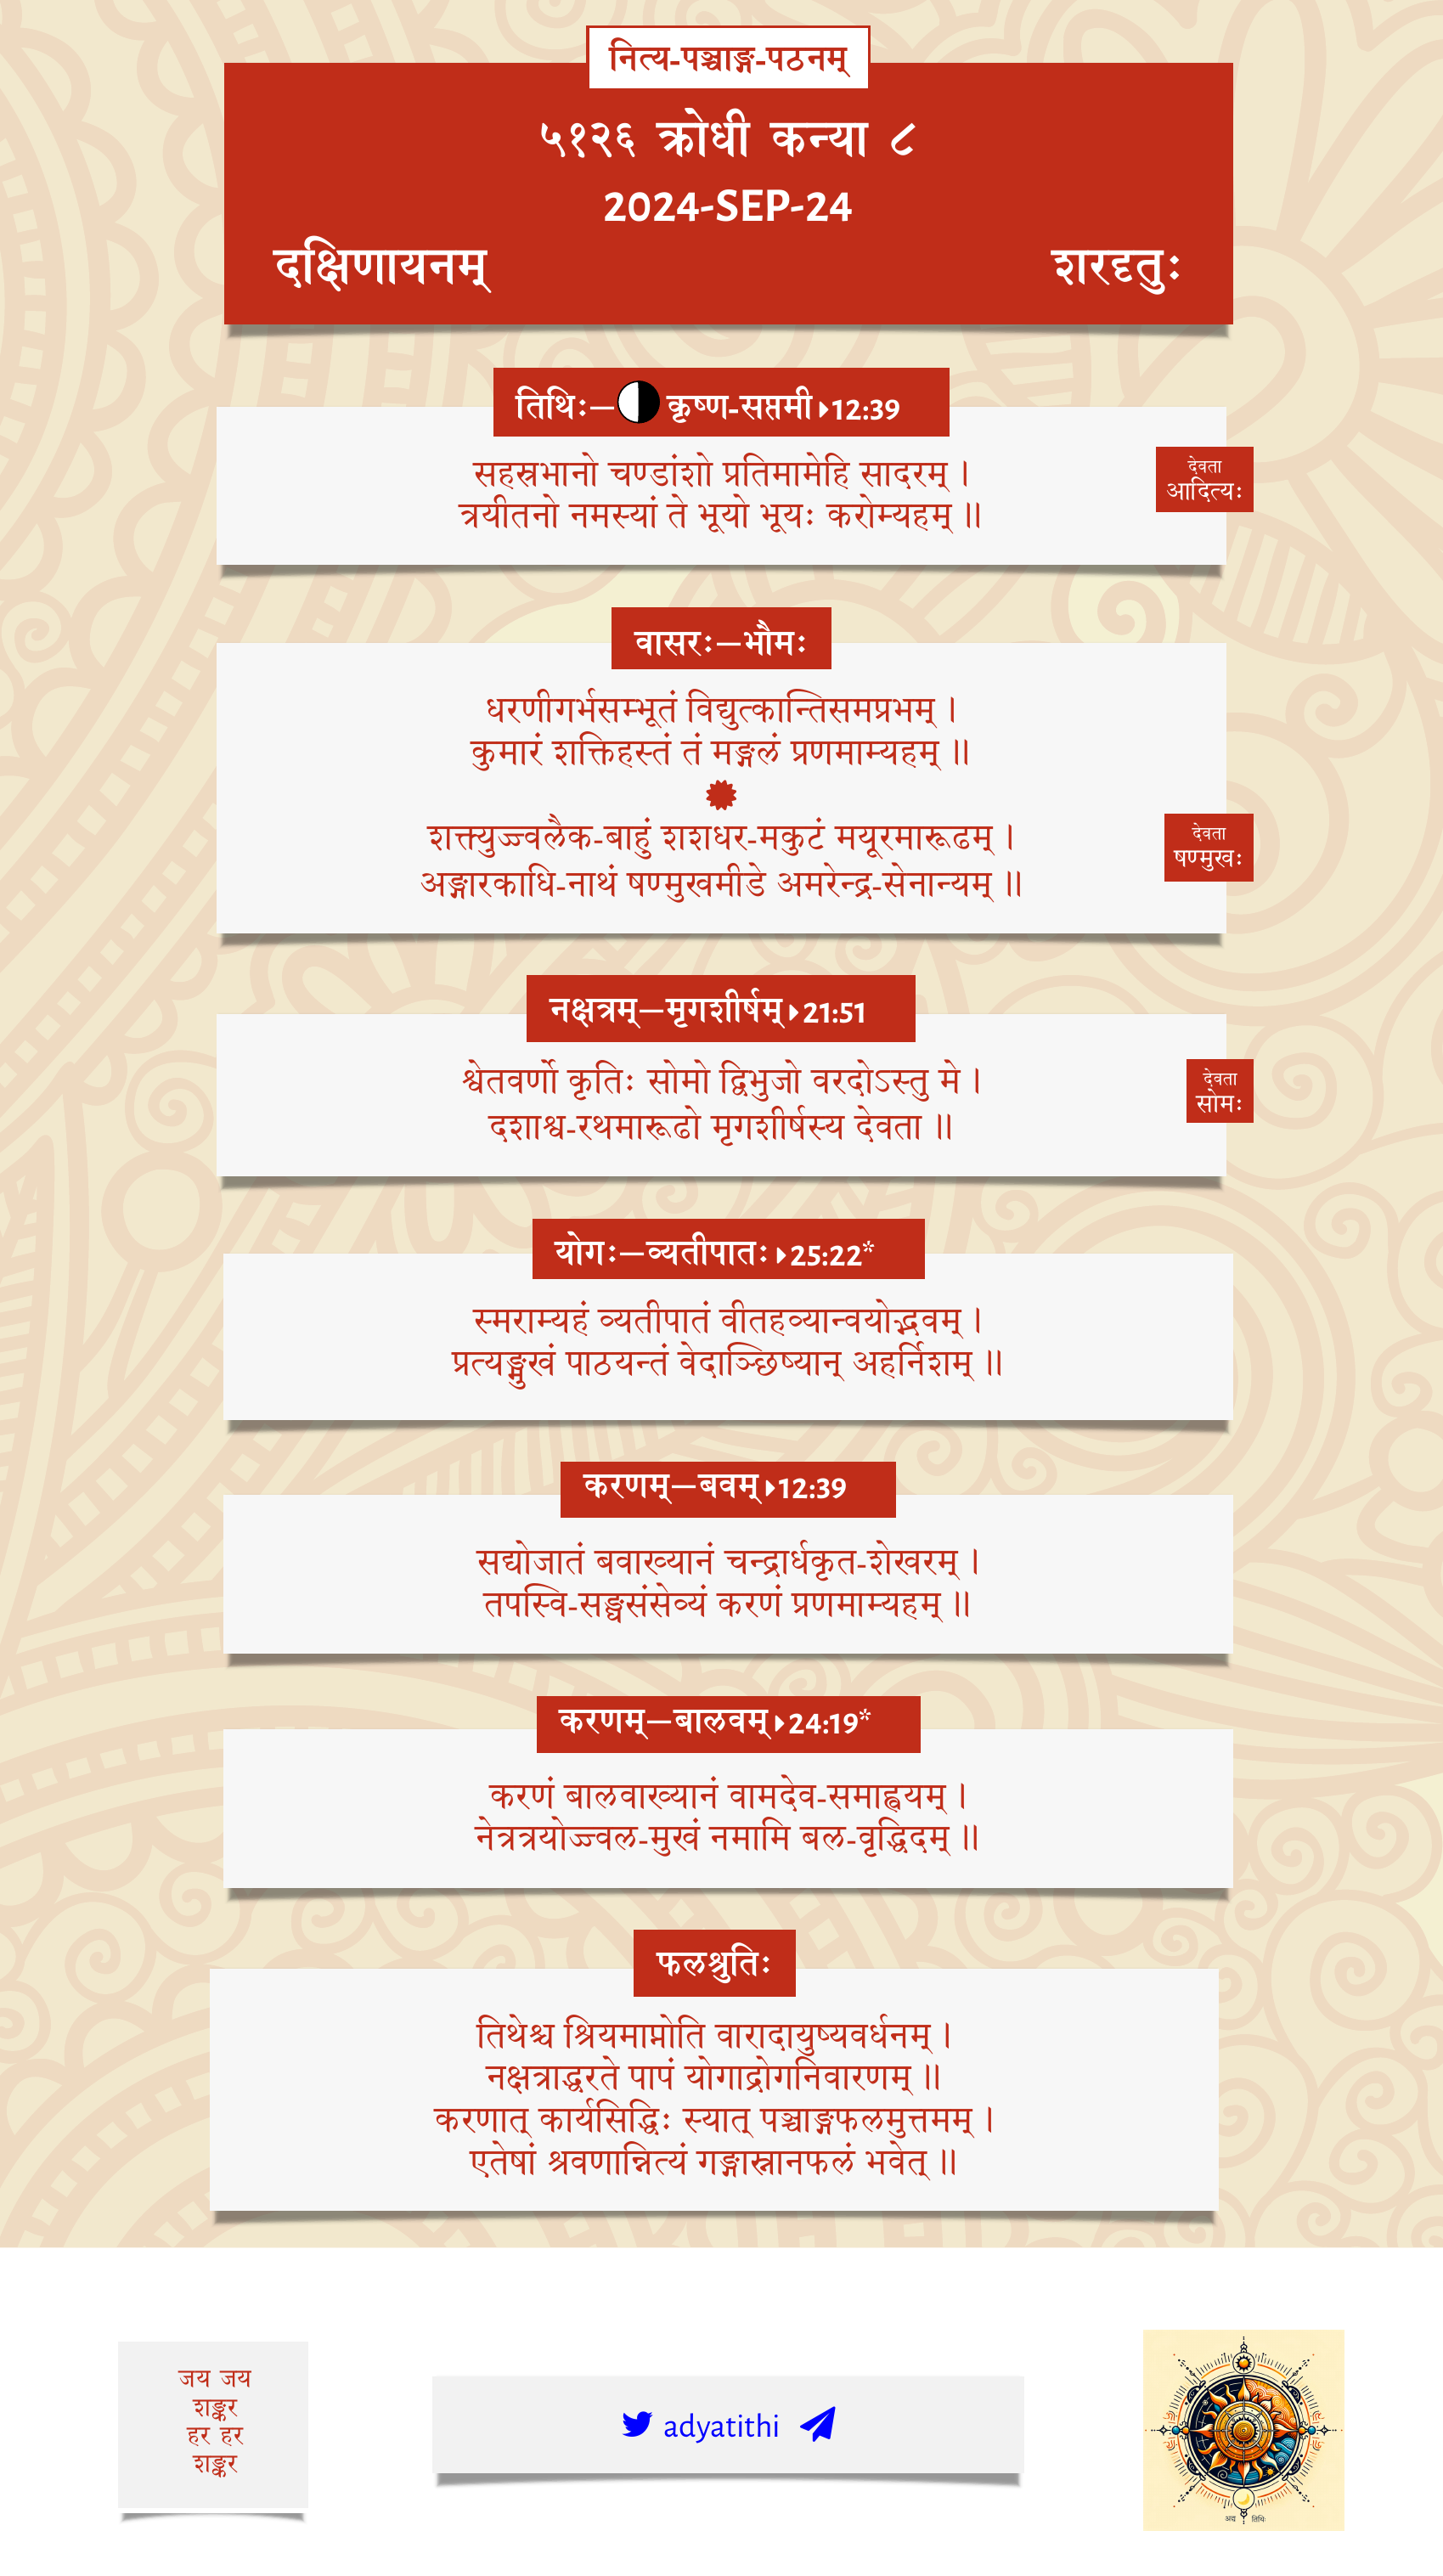 नित्य-पञ्चाङ्ग-पठनम्
५१२६ क्रोधी कन्या ८
2024-SEP-24
दक्षिणायनम् शरदृतुः
तिथिः—कृष्ण-सप्तमी 12:39
सहस्रभानो चण्डांशो प्रतिमामेहि सादरम् ।
त्रयीतनो नमस्यां ते भूयो भूयः करोम्यहम् ॥
देवता
आदित्यः
वासरः—भौमः
धरणीगर्भसम्भूतं विद्युत्कान्तिसमप्रभम् ।
कुमारं शक्तिहस्तं तं मङ्गलं प्रणमाम्यहम् ॥
शक्त्युज्ज्वलैक-बाहुं शशधर-मकुटं मयूरमारूढम् ।
अङ्गारकाधि-नाथं षण्मुखमीडे अमरेन्द्र-सेनान्यम् ॥
देवता
षण्मुखः
नक्षत्रम्—मृगशीर्षम् 21:51
श्वेतवर्णो कृतिः सोमो द्विभुजो वरदोऽस्तु मे ।
दशाश्व-रथमारूढो मृगशीर्षस्य देवता ॥
देवता
सोमः
योगः—व्यतीपातः 25:22*
स्मराम्यहं व्यतीपातं वीतहव्यान्वयोद्भवम् ।
प्रत्यङ्मुखं पाठयन्तं वेदाञ्छिष्यान् अहर्निशम् ॥
करणम्—बवम् 12:39
सद्योजातं बवाख्यानं चन्द्रार्धकृत-शेखरम् ।
तपस्वि-सङ्घसंसेव्यं करणं प्रणमाम्यहम् ॥
करणम्—बालवम् 24:19*
करणं बालवाख्यानं वामदेव-समाह्वयम् ।
नेत्रत्रयोज्ज्वल-मुखं नमामि बल-वृद्धिदम् ॥
फलश्रुतिः
तिथेश्च श्रियमाप्नोति वारादायुष्यवर्धनम् ।
नक्षत्राद्धरते पापं योगाद्रोगनिवारणम् ॥
करणात् कार्यसिद्धिः स्यात् पञ्चाङ्गफलमुत्तमम् ।
एतेषां श्रवणान्नित्यं गङ्गास्नानफलं भवेत् ॥
जय जय
शङ्कर
हर हर
शङ्कर
adyatithi
अद्य तिथिः